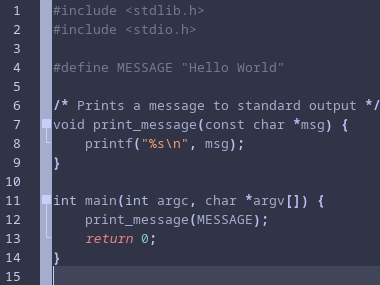 1 #include <stdlib.h>
2 #include <stdio.h>
3
4 #define MESSAGE "Hello World"
5
6 /* Prints a message to standard output */
7 void print_message(const char *msg) {
8     printf("%s\n", msg);
9 }
10
11 int main(int argc, char *argv[]) {
12     print_message(MESSAGE);
13     return 0;
14 }
15